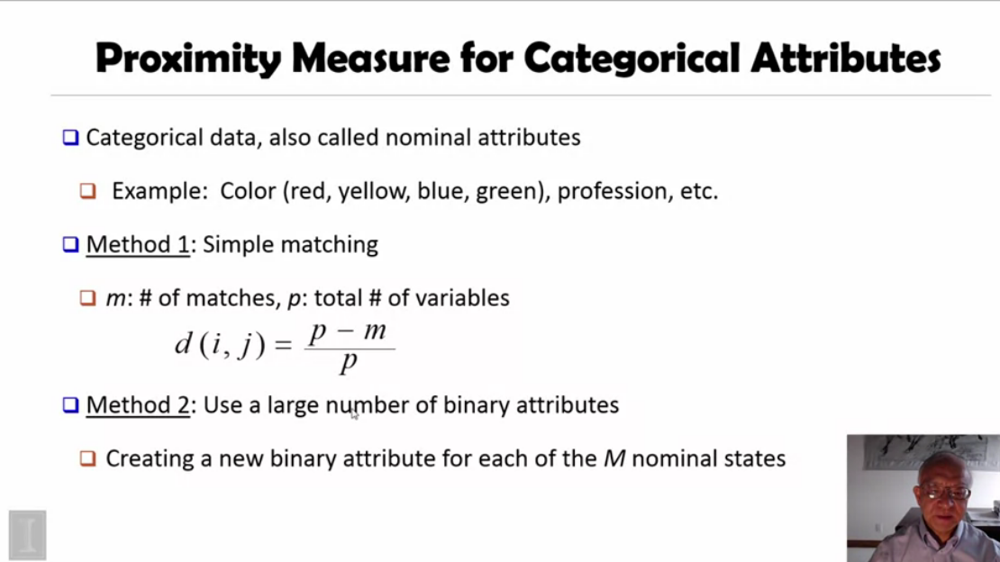 Proximity Measure for Categorical Attributes
❑ Categorical data, also called nominal attributes
❑ Example: Color (red, yellow, blue, green), profession, etc.
❑ Method 1: Simple matching
❑ m: # of matches, p: total # of variables
d (i, j) = (p − m) / p
❑ Method 2: Use a large number of binary attributes
❑ Creating a new binary attribute for each of the M nominal states
I